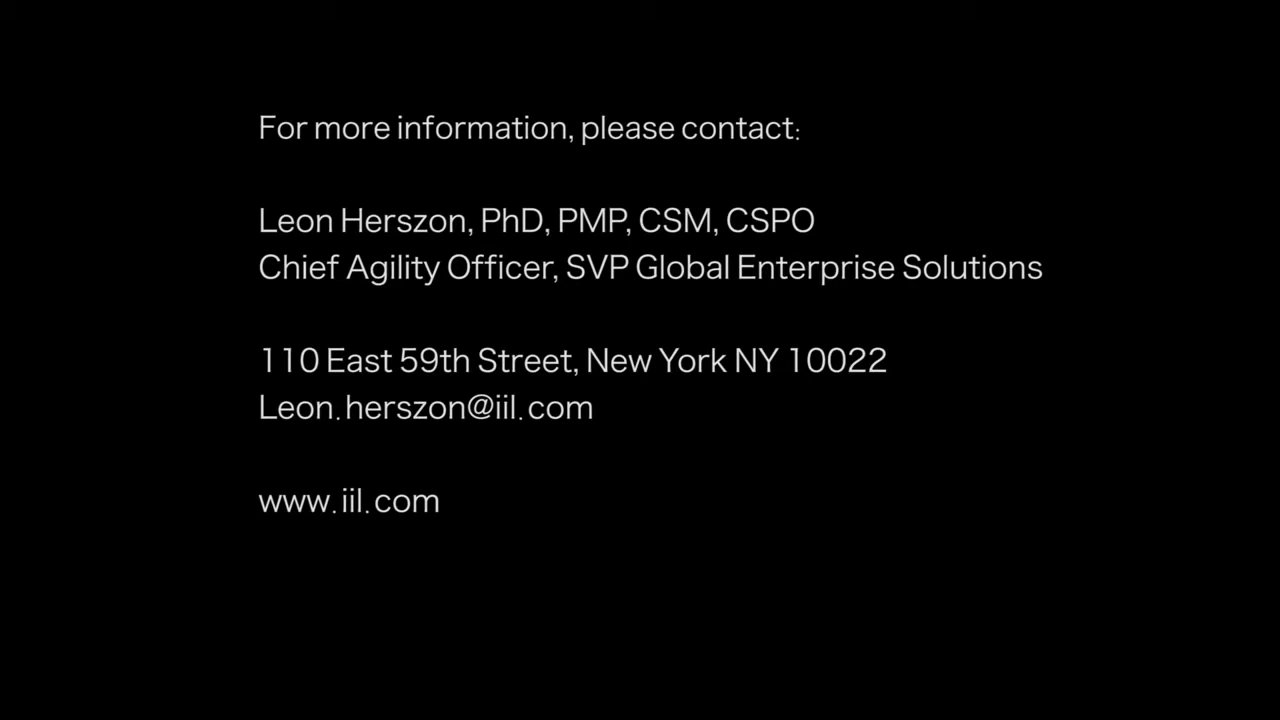 For more information, please contact:
Leon Herszon, PhD, PMP, CSM, CSPO
Chief Agility Officer, SVP Global Enterprise Solutions
110 East 59th Street, New York NY 10022
Leon.herszon@iil.com
www.iil.com